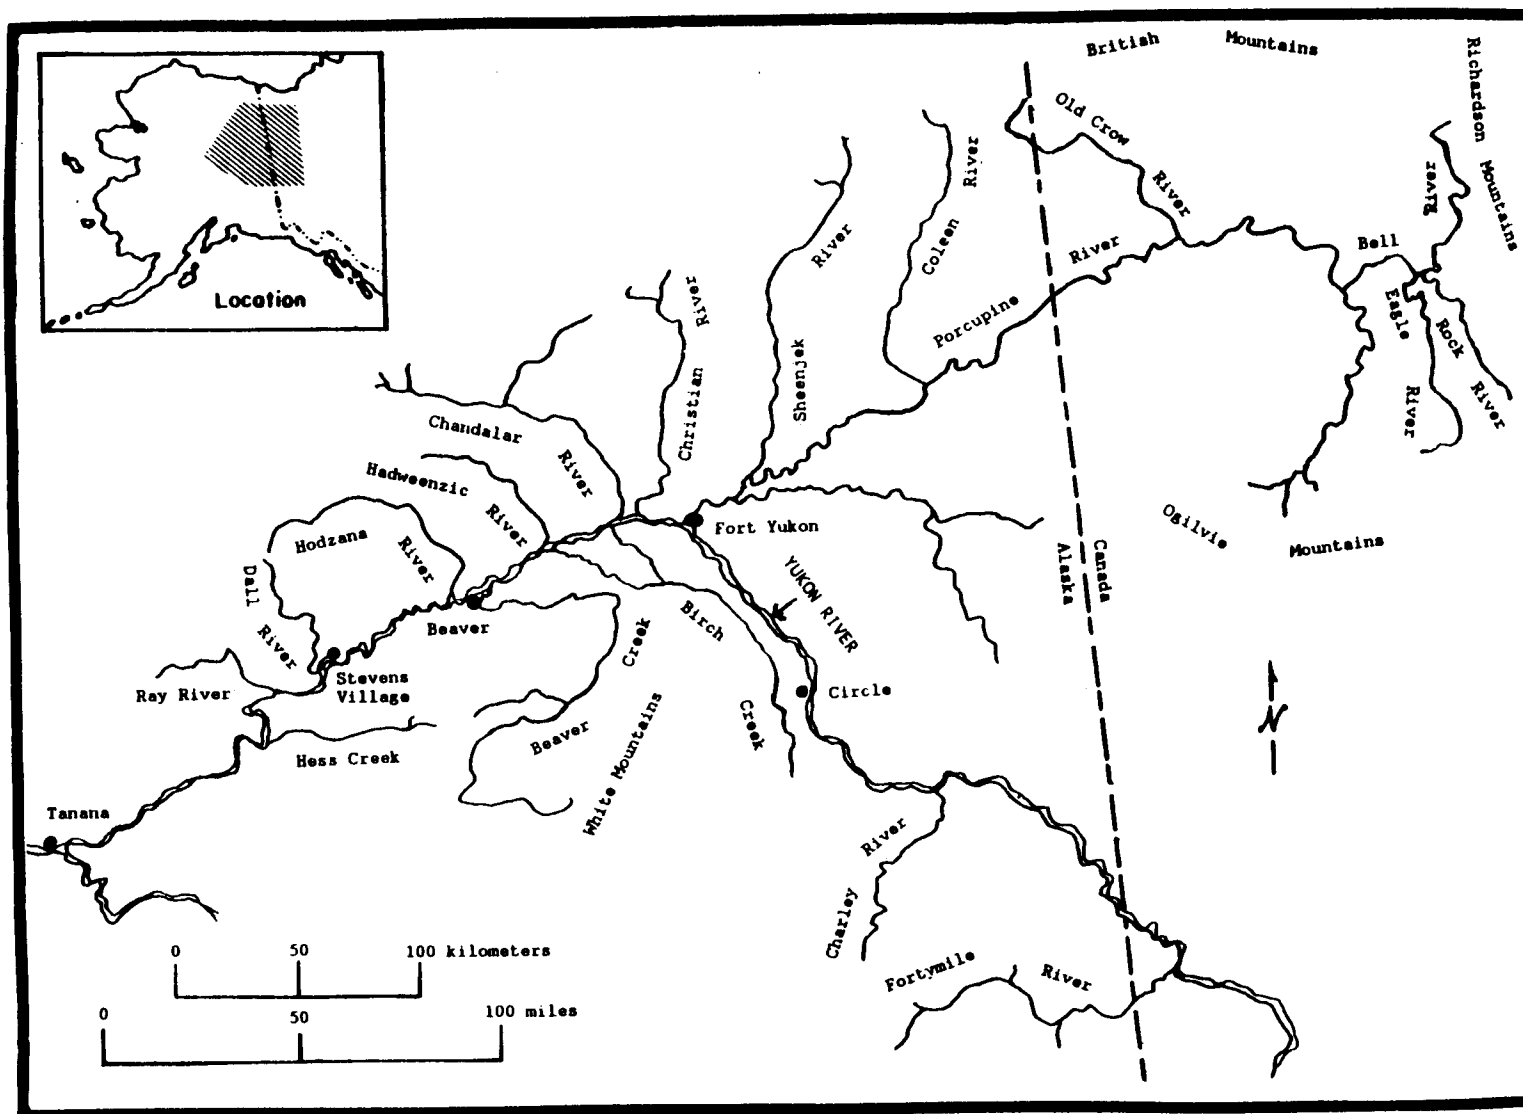 British Mountains
Richardson Mountains
Old Crow River
Coleen River
River
Bell
Eagle River
Rock River
Porcupine River
Sheenjek River
Christian River
Location
Chandalar River
Hadweenzic River
Hodzana River
Dall River
Fort Yukon
YUKON RIVER
Alaska
Canada
Ogilvie Mountains
Beaver
Birch Creek
Stevens
Village
Ray River
Circle
Beaver Creek
White Mountains
Hess Creek
Tanana
Charley River
Fortymile River
0 50 100 kilometers
0 50 100 miles
N